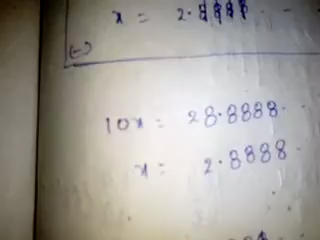 x = 2.8888 - -
(-)
10x = 28.8888.
x = 2.8888.